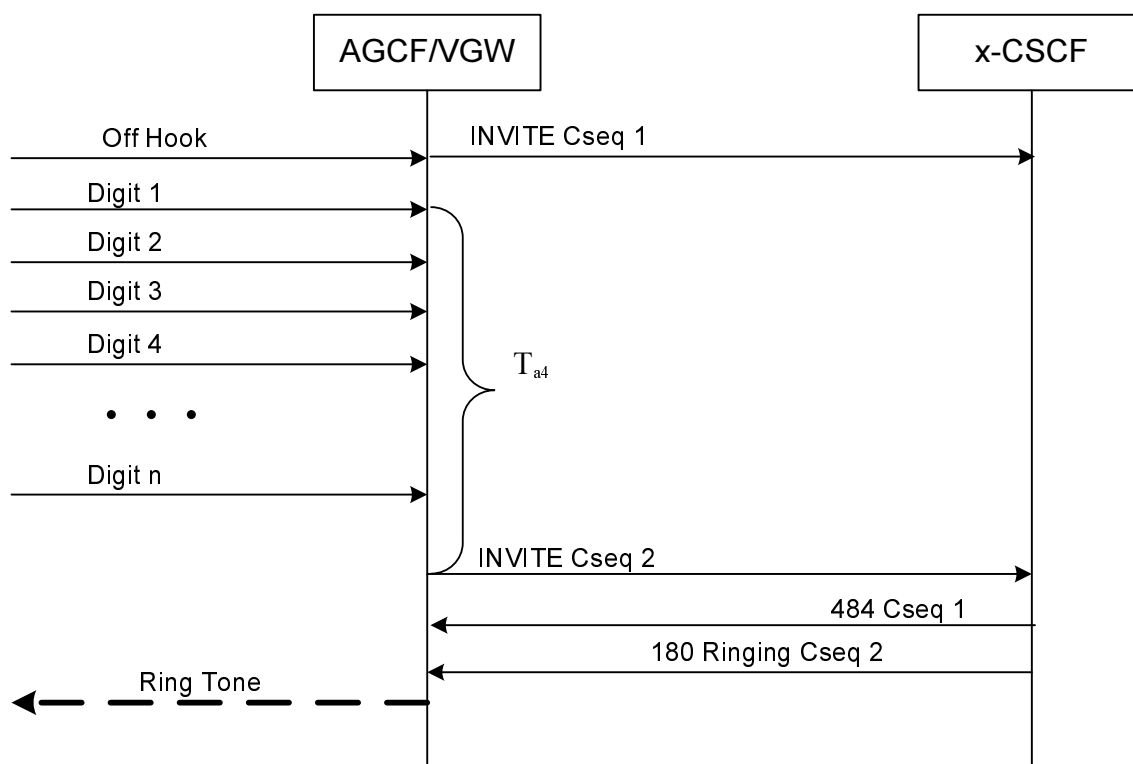 AGCF/VGW
x-CSCF
Off Hook
INVITE Cseq 1
Digit 1
Digit 2
Digit 3
Digit 4
Ta4
• • •
Digit n
INVITE Cseq 2
484 Cseq 1
180 Ringing Cseq 2
Ring Tone